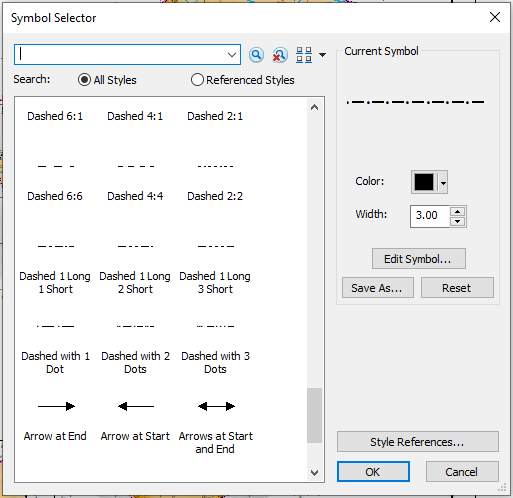 Symbol Selector
Search:
All Styles
Referenced Styles
Dashed 6:1
Dashed 4:1
Dashed 2:1
Dashed 6:6
Dashed 4:4
Dashed 2:2
Dashed 1 Long
1 Short
Dashed 1 Long
2 Short
Dashed 1 Long
3 Short
Dashed with 1
Dot
Dashed with 2
Dots
Dashed with 3
Dots
Arrow at End
Arrow at Start
Arrows at Start
and End
Current Symbol
Color:
Width:
3.00
Edit Symbol...
Save As...
Reset
Style References...
OK
Cancel